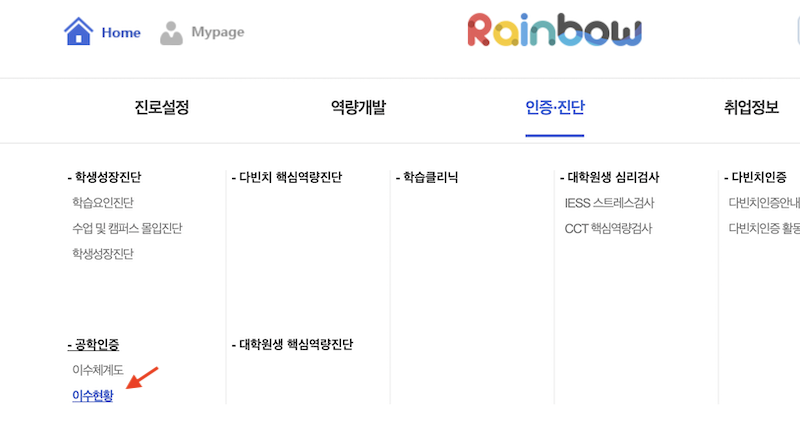 Home Mypage Rainbow
진로설정 역량개발 인증·진단 취업정보
- 학생성장진단
학습요인진단
수업 및 캠퍼스 몰입진단
학생성장진단
- 다빈치 핵심역량진단
- 학습클리닉
- 대학원생 심리검사
IESS 스트레스검사
CCT 핵심역량검사
- 다빈치인증
다빈치인증안내
다빈치인증 활동
- 공학인증
이수체계도
이수현황
- 대학원생 핵심역량진단